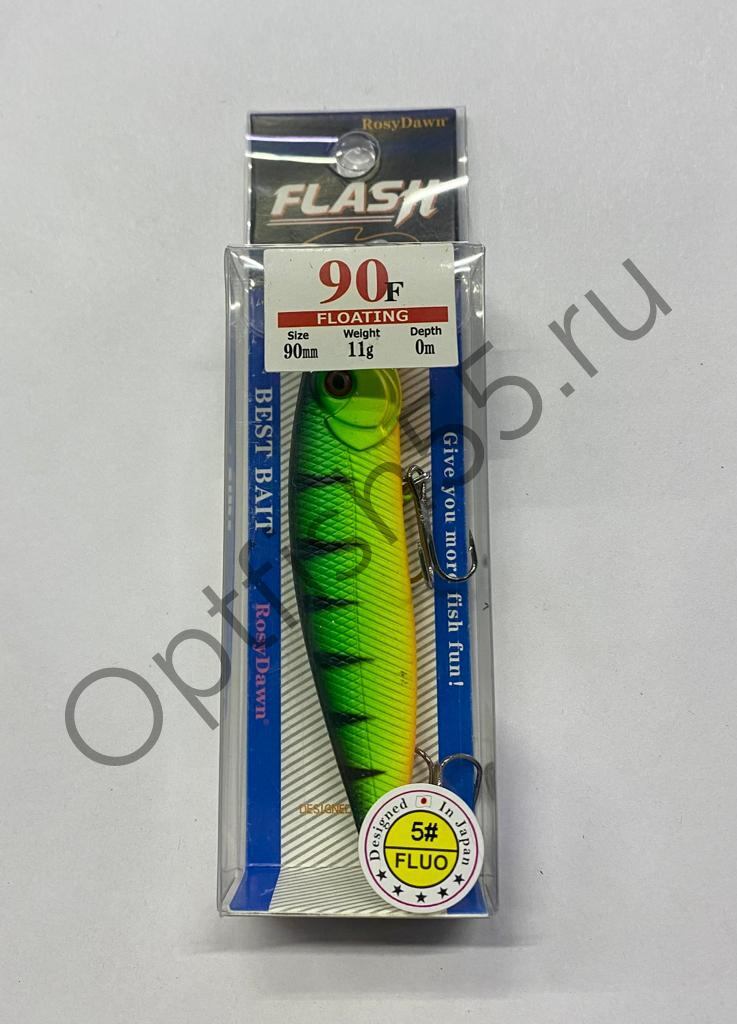 RosyDawn®
FLASH
90F
FLOATING
Size Weight Depth
90mm 11g 0m
BEST BAIT
RosyDawn®
Give you more fish fun!
DESIGNED
Designed In Japan
5#
FLUO
Optfish55.ru